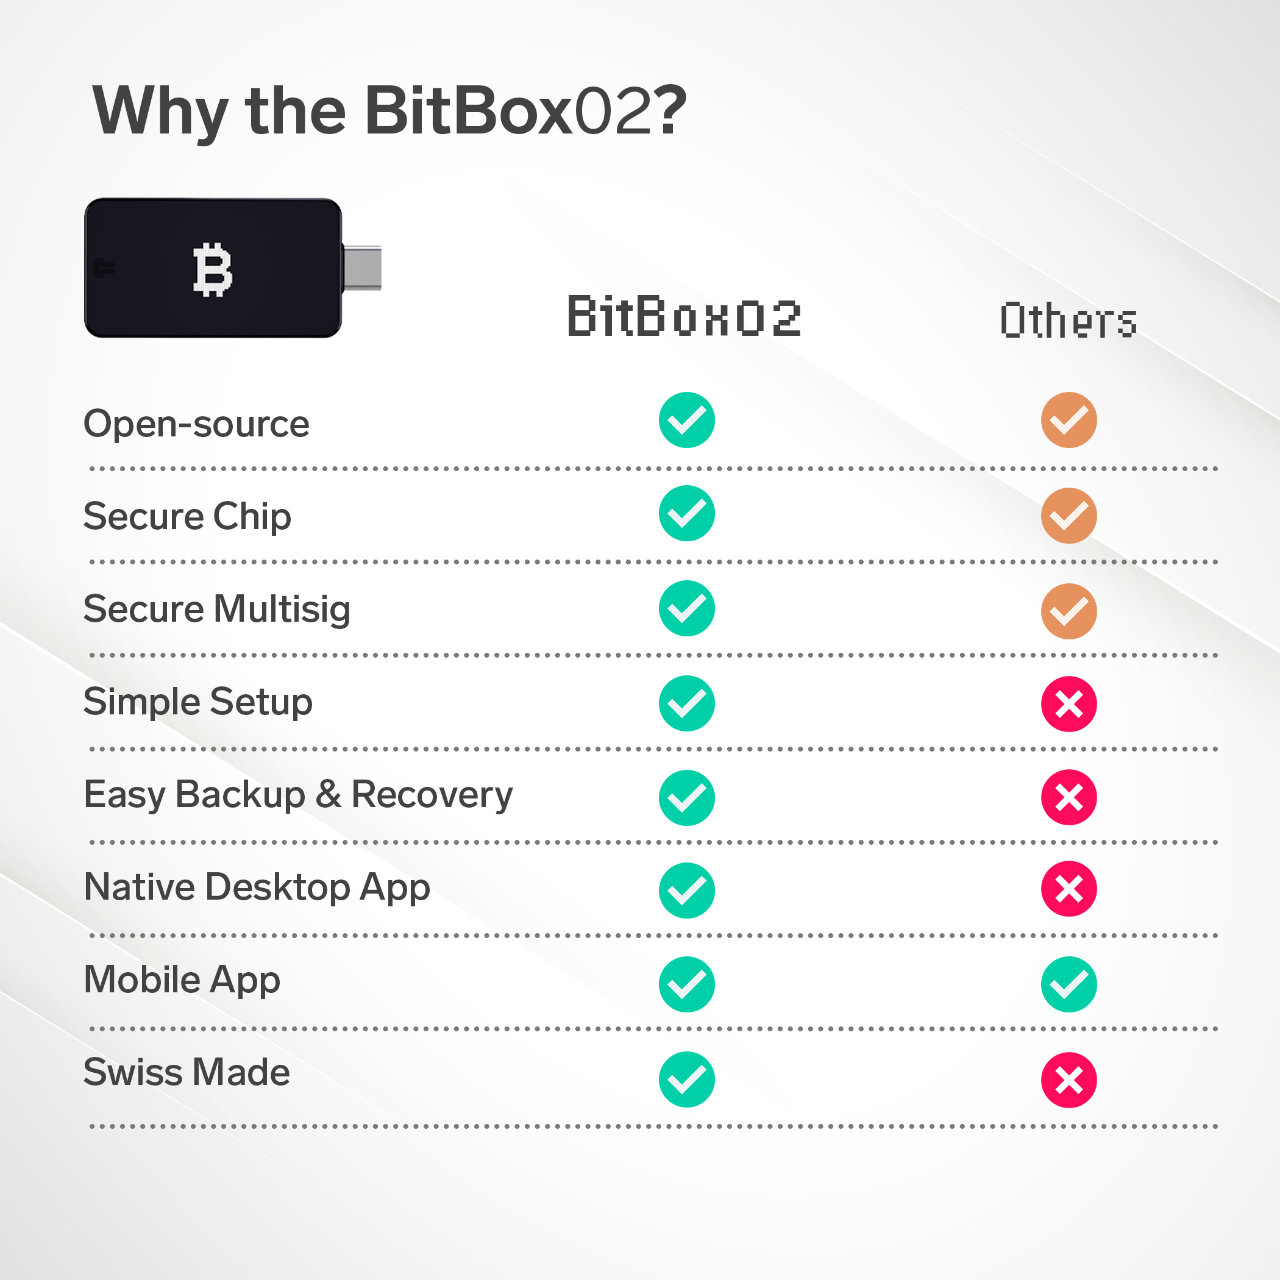 Why the BitBox02?
BitBox02 Others
Open-source
Secure Chip
Secure Multisig
Simple Setup
Easy Backup & Recovery
Native Desktop App
Mobile App
Swiss Made